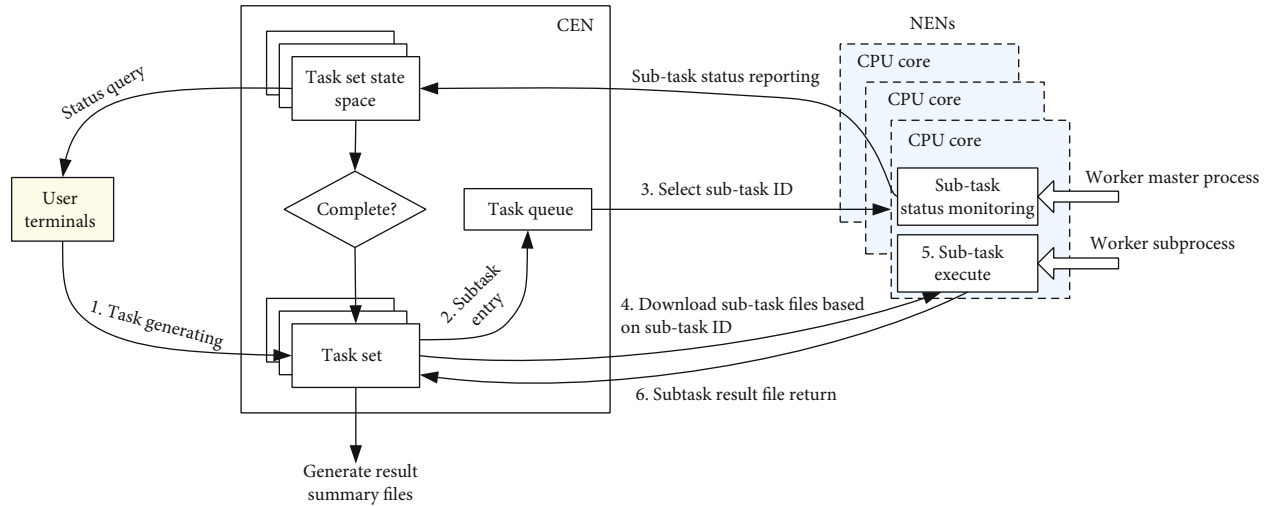 CEN
NENs
CPU core
CPU core
CPU core
Task set state
space
Sub-task status reporting
Status query
User
terminals
Complete?
Task queue
3. Select sub-task ID
Sub-task
status monitoring
Worker master process
5. Sub-task
execute
Worker subprocess
1. Task generating
2. Subtask
entry
4. Download sub-task files based
on sub-task ID
Task set
6. Subtask result file return
Generate result
summary files